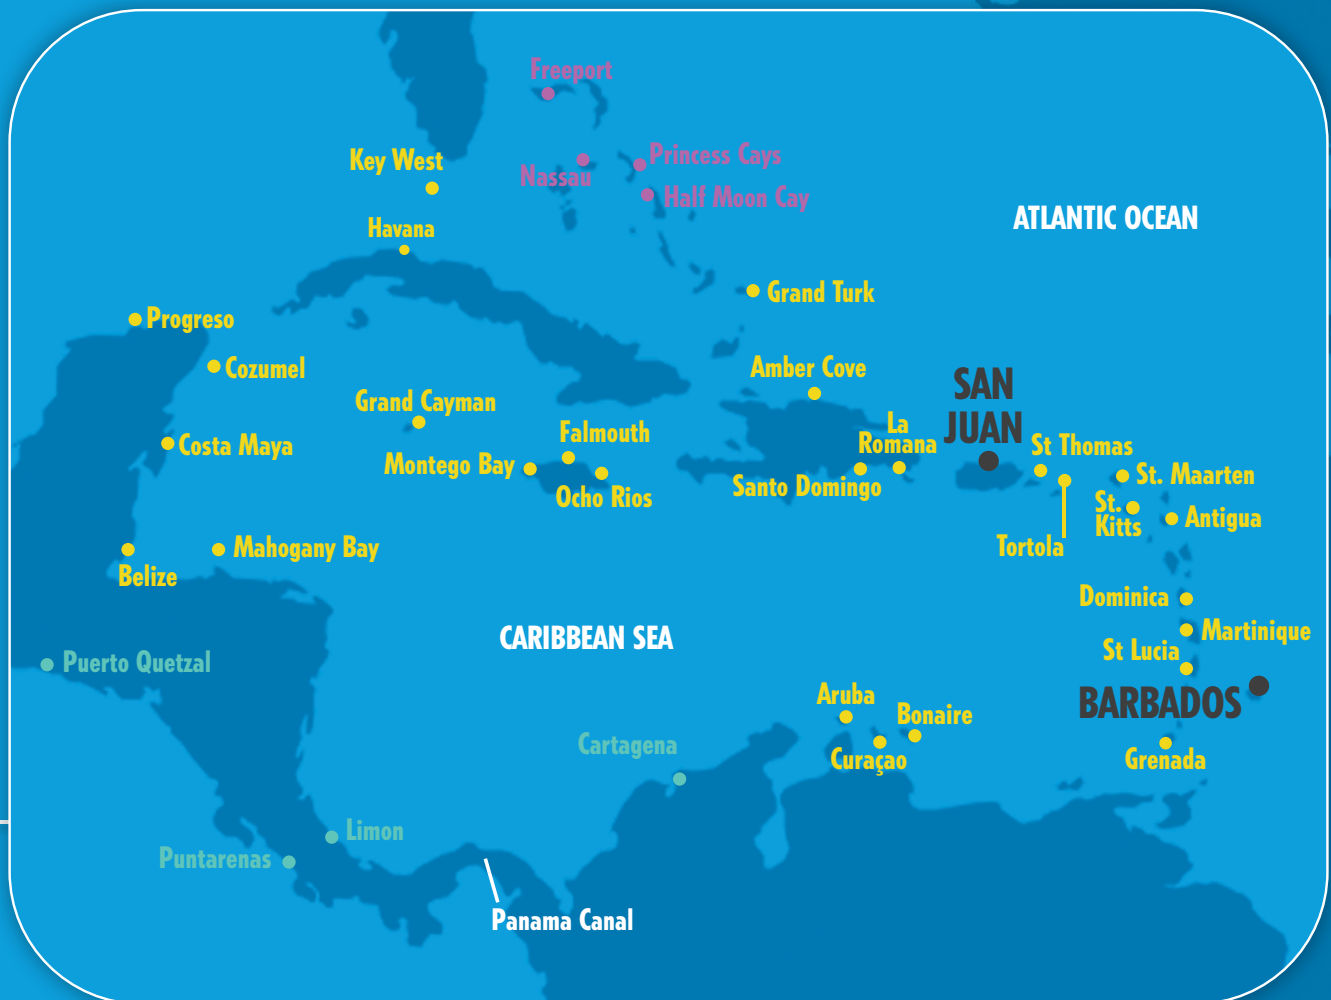 Freeport
Key West
Princess Cays
Nassau
Half Moon Cay
ATLANTIC OCEAN
Havana
Grand Turk
Progreso
Cozumel
Amber Cove
SAN
JUAN
Grand Cayman
Costa Maya
Falmouth
La
Romana
St Thomas
Montego Bay
Ocho Rios
Santo Domingo
St. Maarten
St.
Kitts
Antigua
Tortola
Mahogany Bay
Belize
Dominica
CARIBBEAN SEA
Martinique
St Lucia
Puerto Quetzal
Aruba
Bonaire
BARBADOS
Cartagena
Curaçao
Grenada
Limon
Puntarenas
Panama Canal